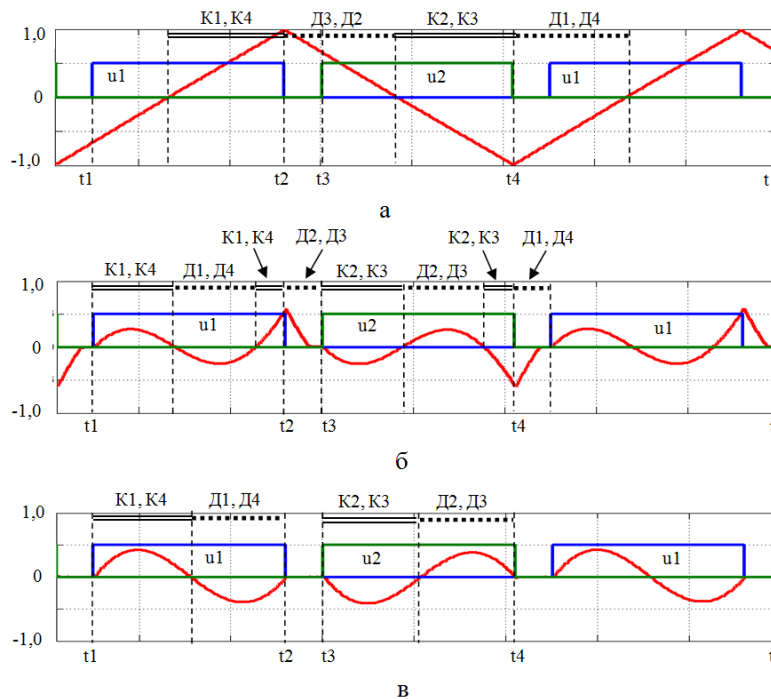 К1, К4 Д3, Д2 К2, К3 Д1, Д4
1,0
u1 u2 u1
0
-1,0
t1 t2 t3 t4 t
а
К1, К4 Д2, Д3 К2, К3 Д1, Д4
К1, К4 Д1, Д4 К2, К3 Д2, Д3
1,0
u1 u2 u1
0
-1,0
t1 t2 t3 t4 t
б
К1, К4 Д1, Д4 К2, К3 Д2, Д3
1,0
u1 u2 u1
0
-1,0
t1 t2 t3 t4 t
в